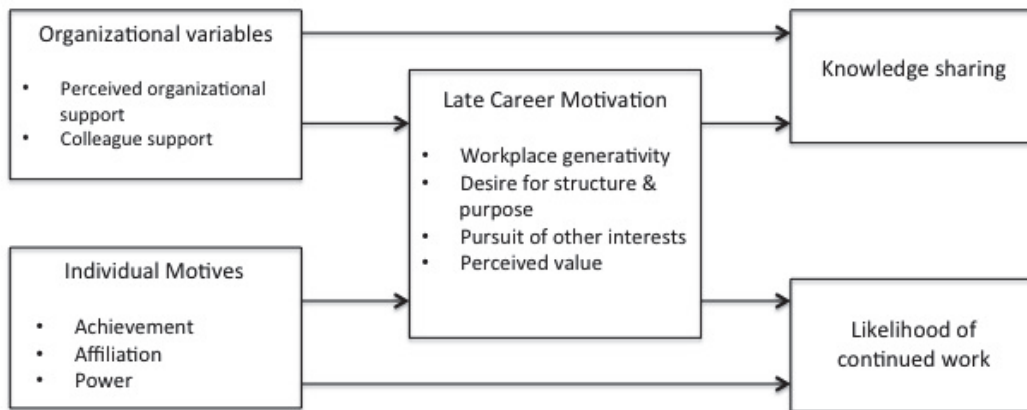 Organizational variables
• Perceived organizational
support
• Colleague support
Individual Motives
• Achievement
• Affiliation
• Power
Late Career Motivation
• Workplace generativity
• Desire for structure &
purpose
• Pursuit of other interests
• Perceived value
Knowledge sharing
Likelihood of
continued work